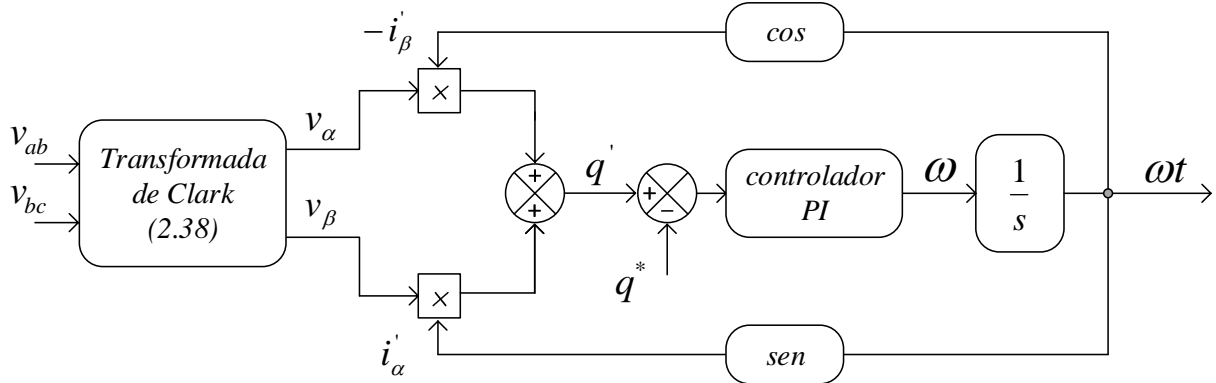 cos
−i'β
×
vα
vab
Transformada
de Clark
(2.38)
vbc
+
+
q'
+
−
controlador
PI
ω
1
s
ωt
vβ
q*
×
i'α
sen